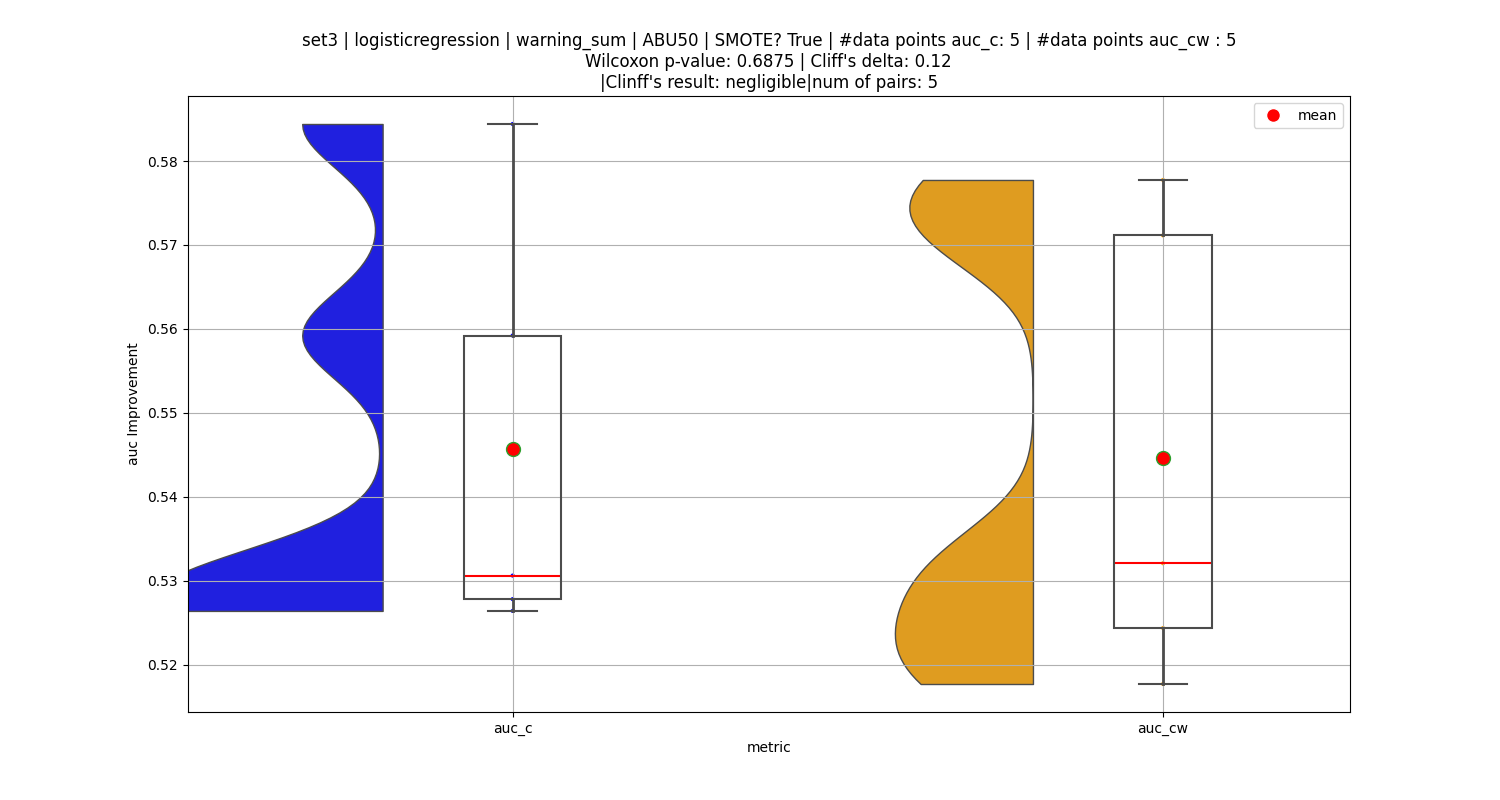 set3 | logisticregression | warning_sum | ABU50 | SMOTE? True | #data points auc_c: 5 | #data points auc_cw : 5
Wilcoxon p-value: 0.6875 | Cliff's delta: 0.12
|Clinff's result: negligible|num of pairs: 5
mean
0.58
0.57
0.56
0.55
0.54
0.53
0.52
auc Improvement
auc_c
auc_cw
metric